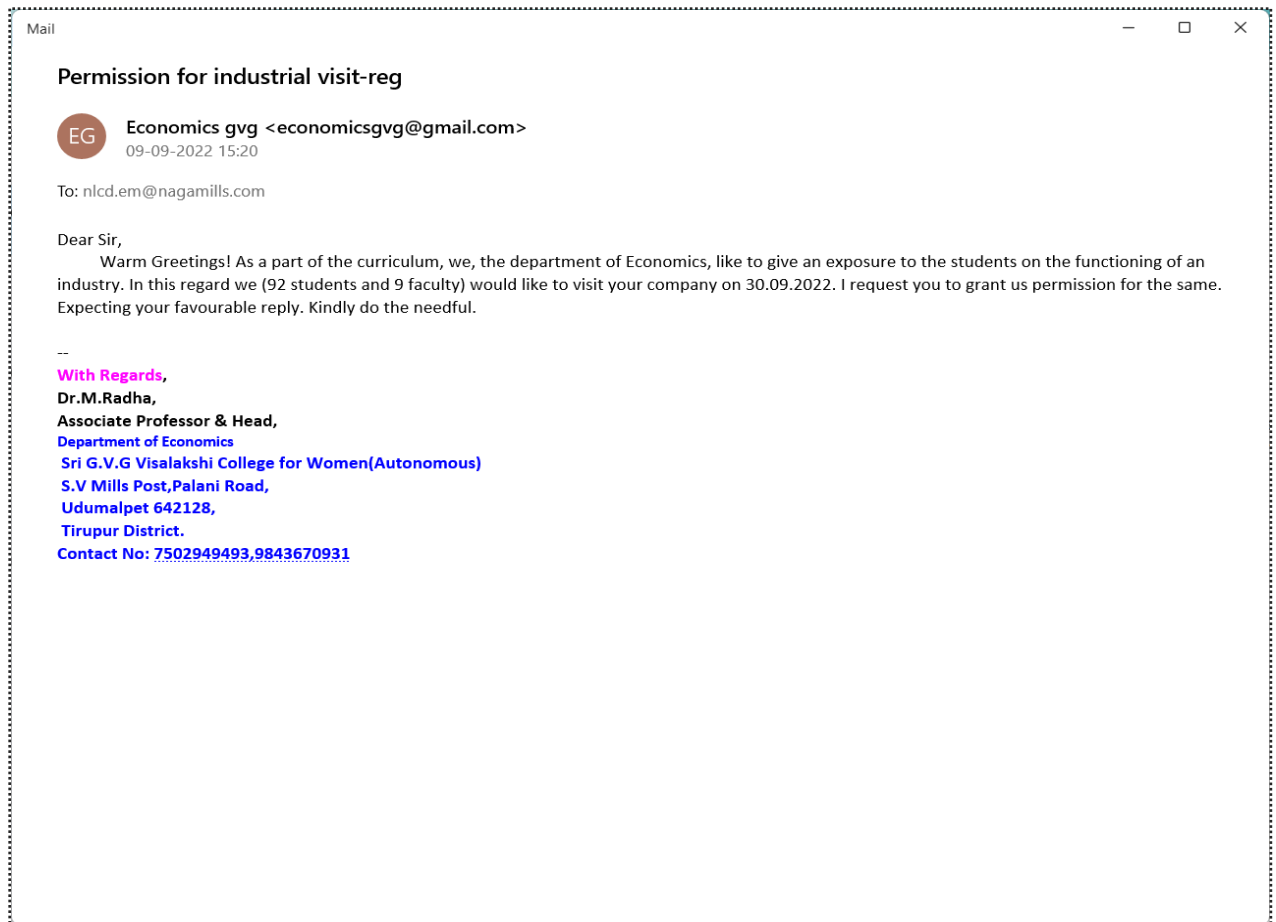 Mail
Permission for industrial visit-reg
EG
Economics gvg <economicsgvg@gmail.com>
09-09-2022 15:20
To: nlcd.em@nagamills.com
Dear Sir,
Warm Greetings! As a part of the curriculum, we, the department of Economics, like to give an exposure to the students on the functioning of an
industry. In this regard we (92 students and 9 faculty) would like to visit your company on 30.09.2022. I request you to grant us permission for the same.
Expecting your favourable reply. Kindly do the needful.
--
With Regards,
Dr.M.Radha,
Associate Professor & Head,
Department of Economics
Sri G.V.G Visalakshi College for Women(Autonomous)
S.V Mills Post,Palani Road,
Udumalpet 642128,
Tirupur District.
Contact No: 7502949493,9843670931